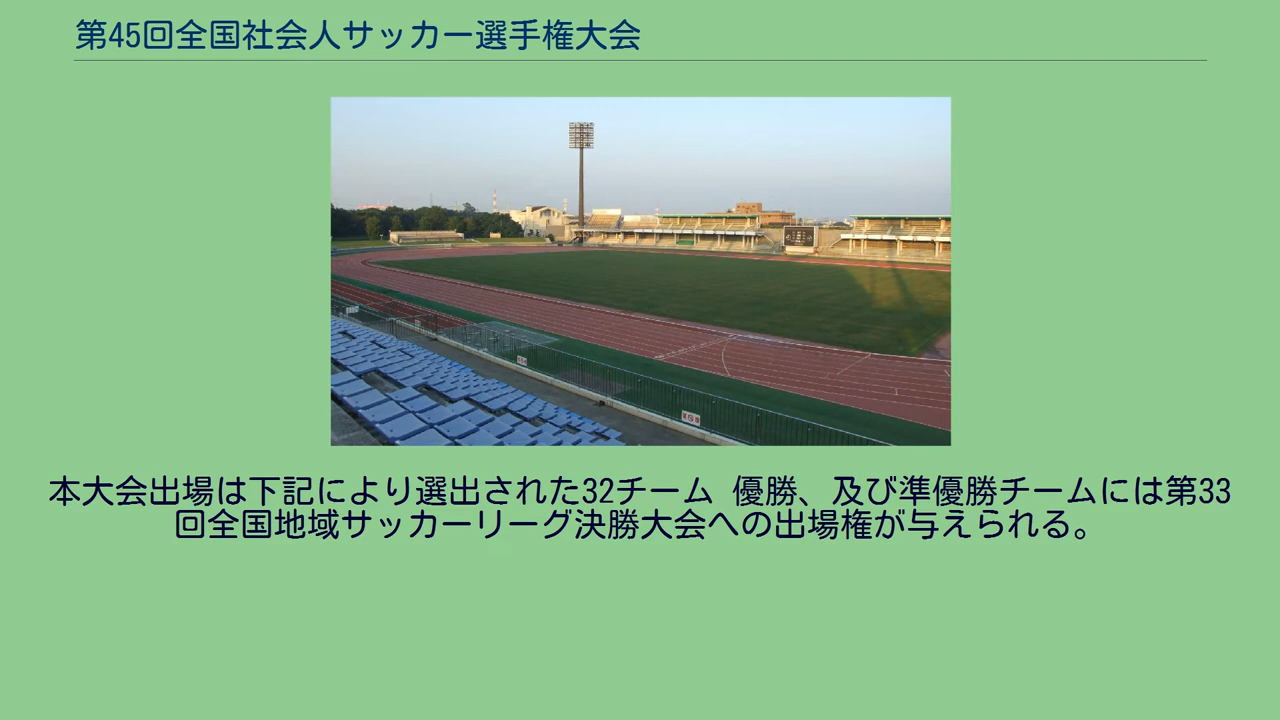 第45回全国社会人サッカー選手権大会
本大会出場は下記により選出された32チーム 優勝、及び準優勝チームには第33
回全国地域サッカーリーグ決勝大会への出場権が与えられる。